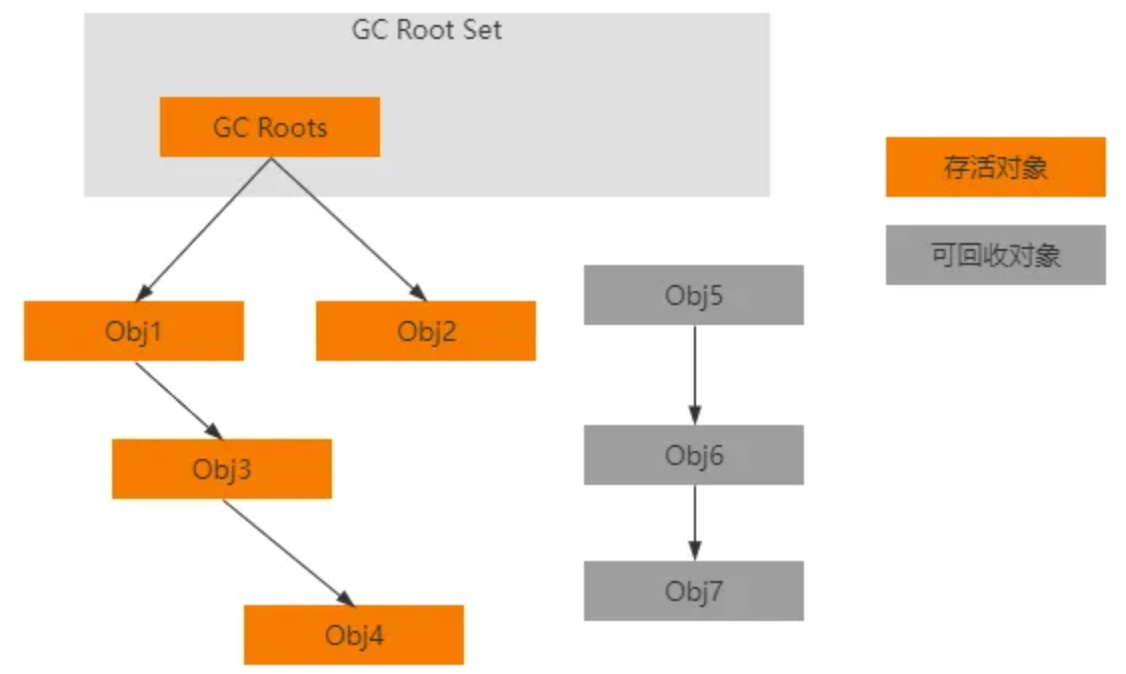 GC Root Set
GC Roots
存活对象
可回收对象
Obj1
Obj2
Obj5
Obj3
Obj6
Obj4
Obj7